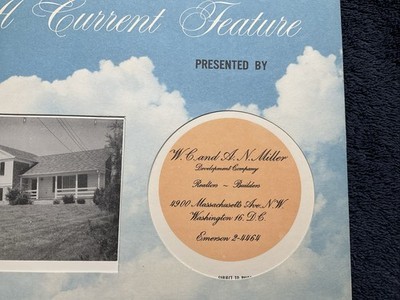 A Current Feature
PRESENTED BY
W. C. and A. N. Miller
Development Company
Realtors ~ Builders
4900 Massachusetts Ave., N.W.
Washington 16, D.C.
Emerson 2-4464